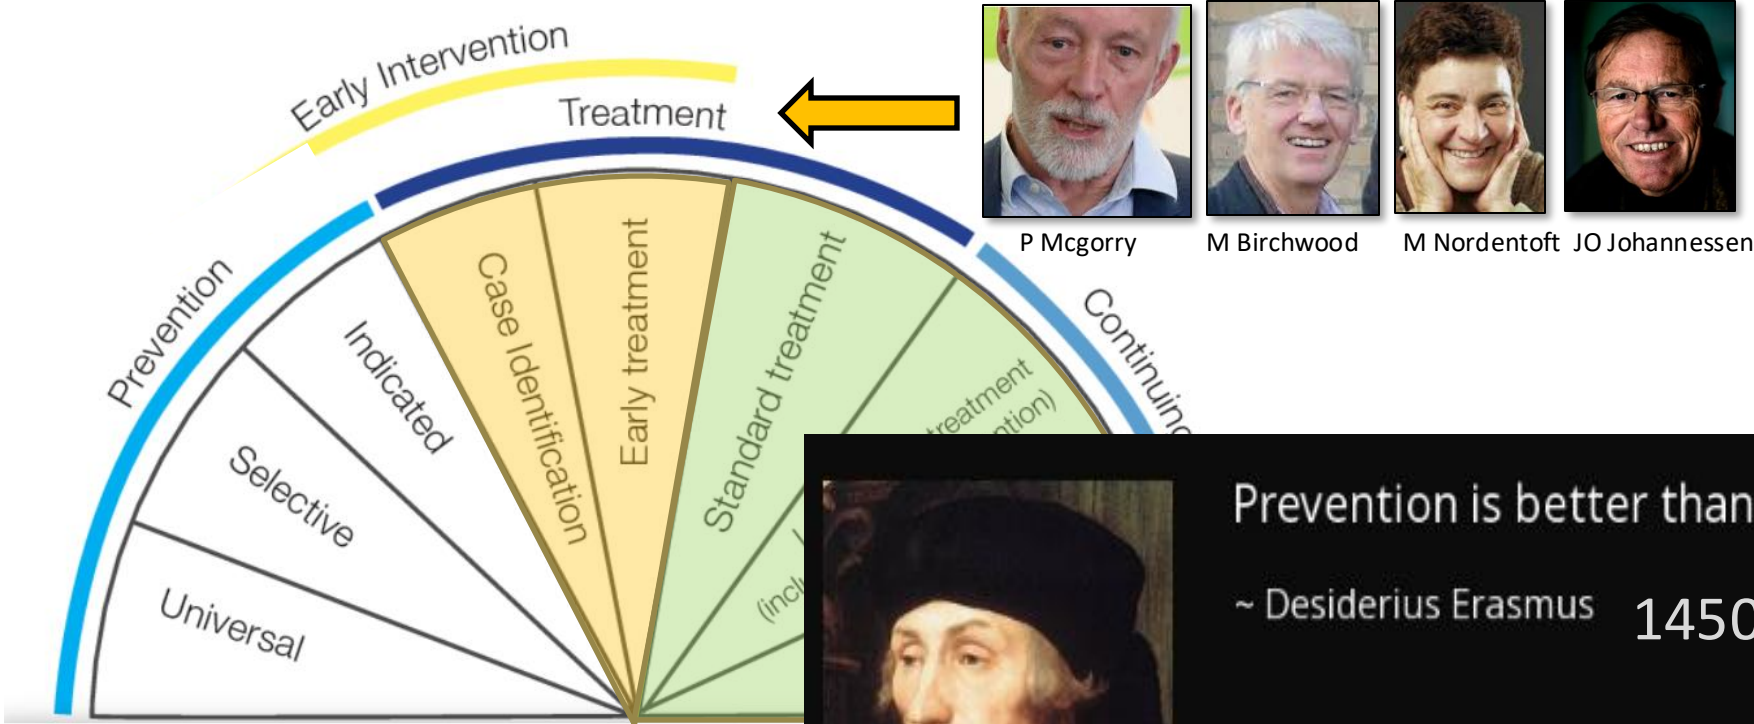 Early Intervention
Treatment
P Mcgorry
M Birchwood
M Nordentoft
JO Johannessen
Prevention
Continuing
Universal
Selective
Indicated
Case Identification
Early treatment
Standard treatment
treatment
Prevention is better than
~ Desiderius Erasmus
1450